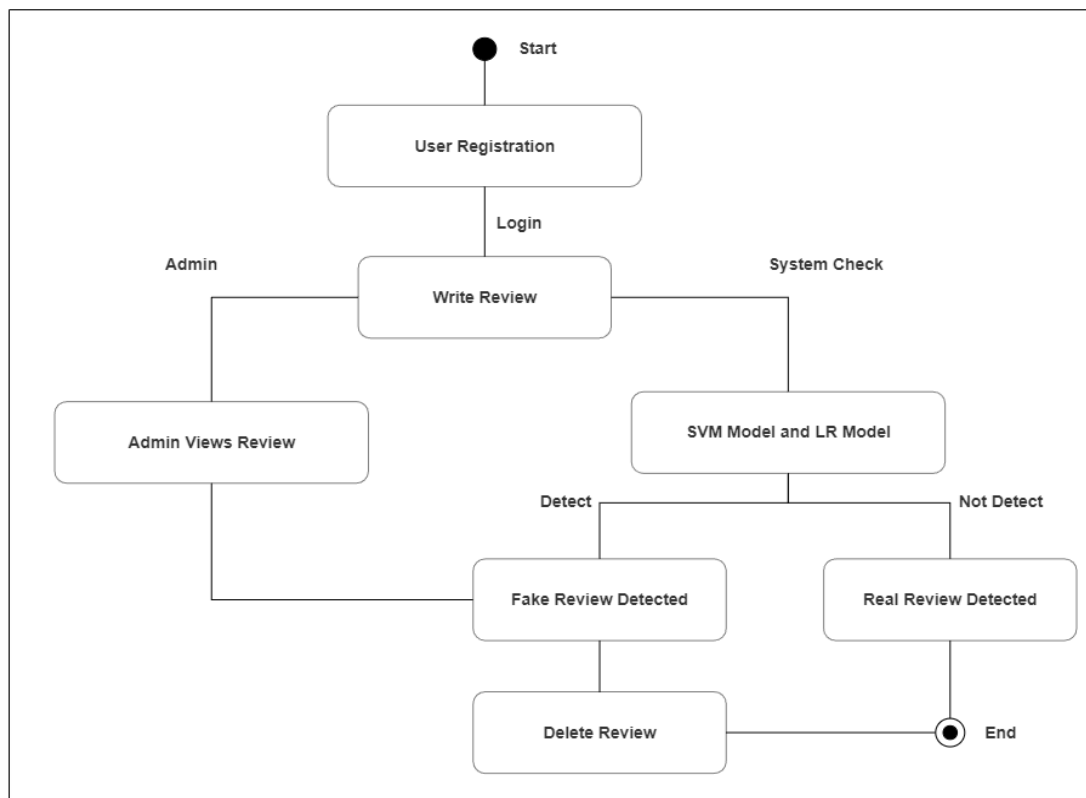 Start
User Registration
Login
Admin
System Check
Write Review
Admin Views Review
SVM Model and LR Model
Detect
Not Detect
Fake Review Detected
Real Review Detected
Delete Review
End